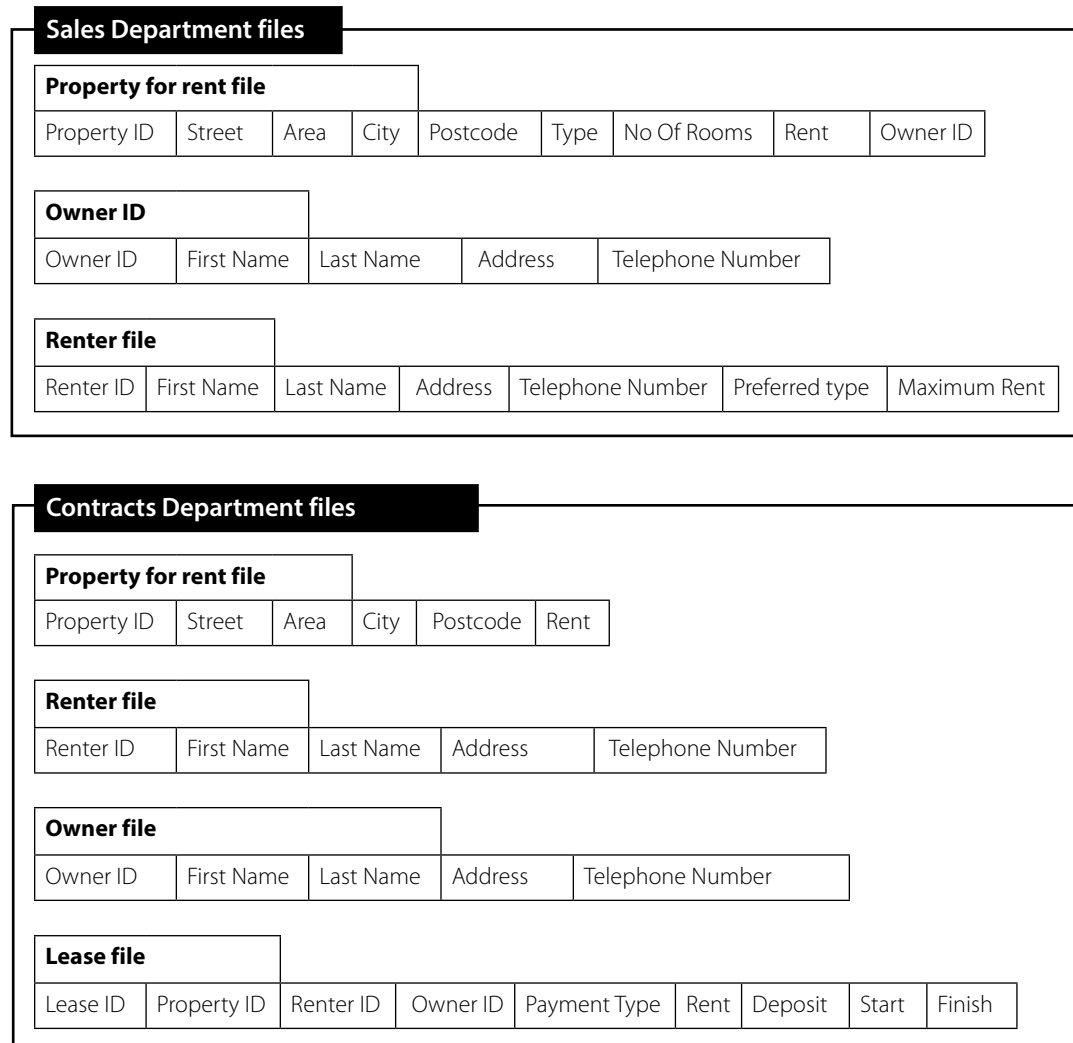 Sales Department files
Property for rent file
Property ID Street Area City Postcode Type No Of Rooms Rent Owner ID
Owner ID
Owner ID First Name Last Name Address Telephone Number
Renter file
Renter ID First Name Last Name Address Telephone Number Preferred type Maximum Rent
Contracts Department files
Property for rent file
Property ID Street Area City Postcode Rent
Renter file
Renter ID First Name Last Name Address Telephone Number
Owner file
Owner ID First Name Last Name Address Telephone Number
Lease file
Lease ID Property ID Renter ID Owner ID Payment Type Rent Deposit Start Finish